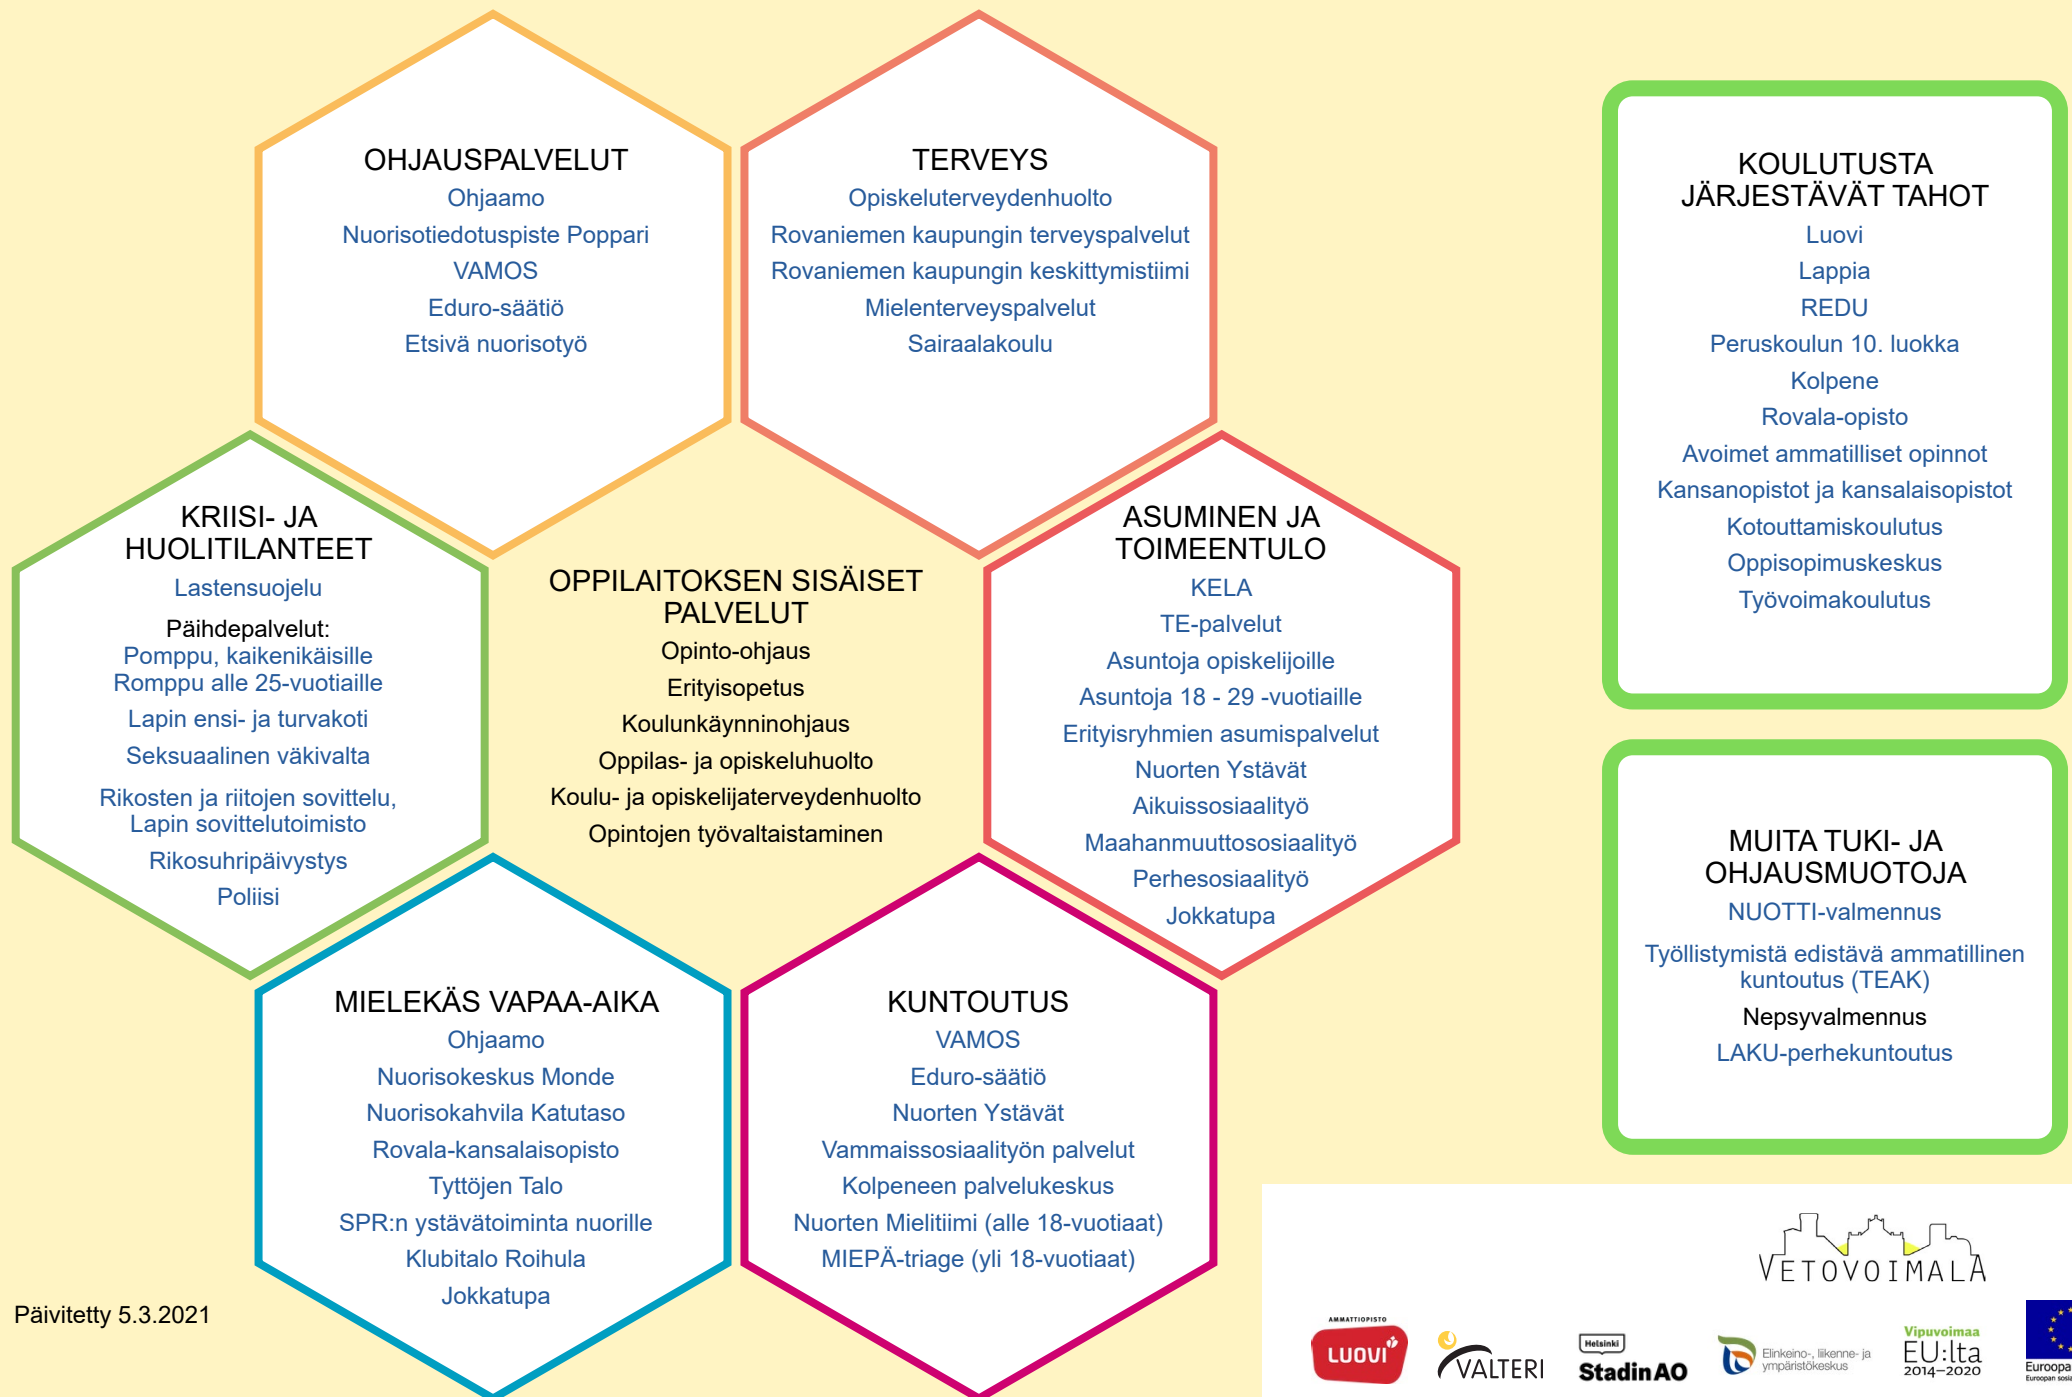 OHJAUSPALVELUT
Ohjaamo
Nuorisotiedotuspiste Poppari
VAMOS
Eduro-säätiö
Etsivä nuorisotyö
TERVEYS
Opiskeluterveydenhuolto
Rovaniemen kaupungin terveyspalvelut
Rovaniemen kaupungin keskittymistiimi
Mielenterveyspalvelut
Sairaalakoulu
KRIISI- JA
HUOLITILANTEET
Lastensuojelu
Päihdepalvelut:
Pomppu, kaikenikäisille
Romppu alle 25-vuotiaille
Lapin ensi- ja turvakoti
Seksuaalinen väkivalta
Rikosten ja riitojen sovittelu,
Lapin sovittelutoimisto
Rikosuhripäivystys
Poliisi
OPPILAITOKSEN SISÄISET
PALVELUT
Opinto-ohjaus
Erityisopetus
Koulunkäynninohjaus
Oppilas- ja opiskeluhuolto
Koulu- ja opiskelijaterveydenhuolto
Opintojen työvaltaistaminen
ASUMINEN JA
TOIMEENTULO
KELA
TE-palvelut
Asuntoja opiskelijoille
Asuntoja 18 - 29 -vuotiaille
Erityisryhmien asumispalvelut
Nuorten Ystävät
Aikuissosiaalityö
Maahanmuuttososiaalityö
Perhesosiaalityö
Jokkatupa
MIELEKÄS VAPAA-AIKA
Ohjaamo
Nuorisokeskus Monde
Nuorisokahvila Katutaso
Rovala-kansalaisopisto
Tyttöjen Talo
SPR:n ystävätoiminta nuorille
Klubitalo Roihula
Jokkatupa
KUNTOUTUS
VAMOS
Eduro-säätiö
Nuorten Ystävät
Vammaissosiaalityön palvelut
Kolpeneen palvelukeskus
Nuorten Mielitiimi (alle 18-vuotiaat)
MIEPÄ-triage (yli 18-vuotiaat)
KOULUTUSTA
JÄRJESTÄVÄT TAHOT
Luovi
Lappia
REDU
Peruskoulun 10. luokka
Kolpene
Rovala-opisto
Avoimet ammatilliset opinnot
Kansanopistot ja kansalaisopistot
Kotouttamiskoulutus
Oppisopimuskeskus
Työvoimakoulutus
MUITA TUKI- JA
OHJAUSMUOTOJA
NUOTTI-valmennus
Työllistymistä edistävä ammatillinen
kuntoutus (TEAK)
Nepsyvalmennus
LAKU-perhekuntoutus
Päivitetty 5.3.2021
VETOVOIMALA
AMMATTIOPISTO
LUOVI
VALTERI
Helsinki
StadinAO
Elinkeino-, liikenne- ja
ympäristökeskus
Vipuvoimaa
EU:lta
2014–2020
Euroopa
Euroopan sos